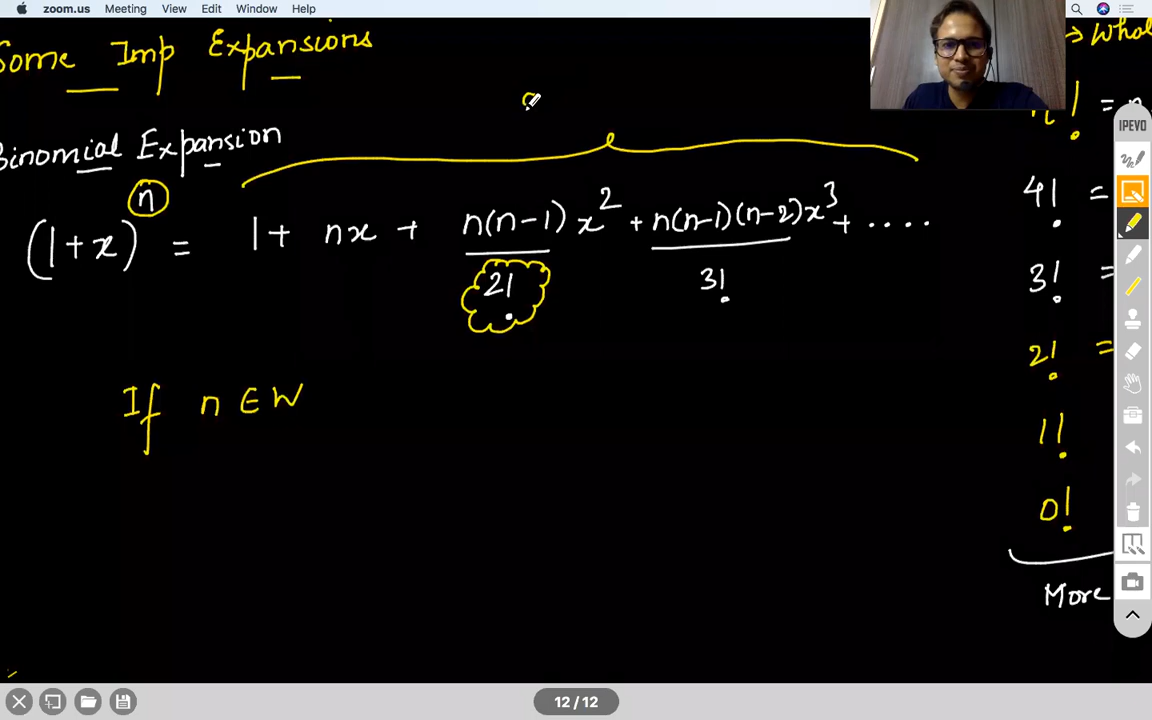 zoom.us Meeting View Edit Window Help
Some Imp Expansions
→ Whol
n! = n
IPEVO
Binomial Expansion
(1+x)^n = 1 + nx + n(n-1)/2! x^2 + n(n-1)(n-2)x^3/3! + ....
4! =
3! =
2! =
If n ∈ W
1!
0!
More
12 / 12